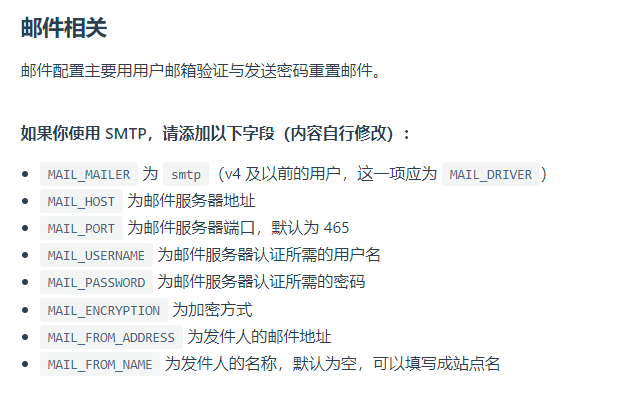 邮件相关
邮件配置主要用用户邮箱验证与发送密码重置邮件。
如果你使用 SMTP，请添加以下字段（内容自行修改）：
• MAIL_MAILER 为 smtp（v4 及以前的用户，这一项应为 MAIL_DRIVER）
• MAIL_HOST 为邮件服务器地址
• MAIL_PORT 为邮件服务器端口，默认为 465
• MAIL_USERNAME 为邮件服务器认证所需的用户名
• MAIL_PASSWORD 为邮件服务器认证所需的密码
• MAIL_ENCRYPTION 为加密方式
• MAIL_FROM_ADDRESS 为发件人的邮件地址
• MAIL_FROM_NAME 为发件人的名称，默认为空，可以填写成站点名